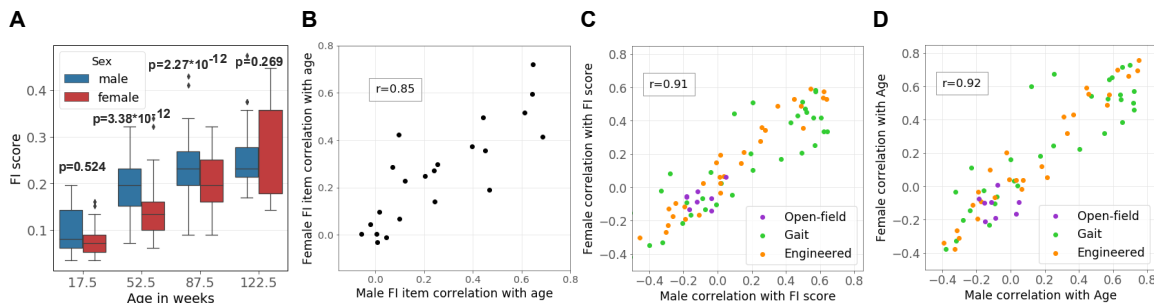 A
FI score
0.4
0.3
0.2
0.1
Sex
male
female
p=0.524
p=3.38*10^-12
p=2.27*10^-12
p=0.269
17.5 52.5 87.5 122.5
Age in weeks
B
Female FI item correlation with age
0.8
0.6
0.4
0.2
0.0
r=0.85
0.0 0.2 0.4 0.6 0.8
Male FI item correlation with age
C
Female correlation with FI score
0.8
0.6
0.4
0.2
0.0
−0.2
−0.4
r=0.91
Open-field
Gait
Engineered
−0.4 −0.2 0.0 0.2 0.4 0.6 0.8
Male correlation with FI score
D
Female correlation with Age
0.8
0.6
0.4
0.2
0.0
−0.2
−0.4
r=0.92
Open-field
Gait
Engineered
−0.4 −0.2 0.0 0.2 0.4 0.6 0.8
Male correlation with Age